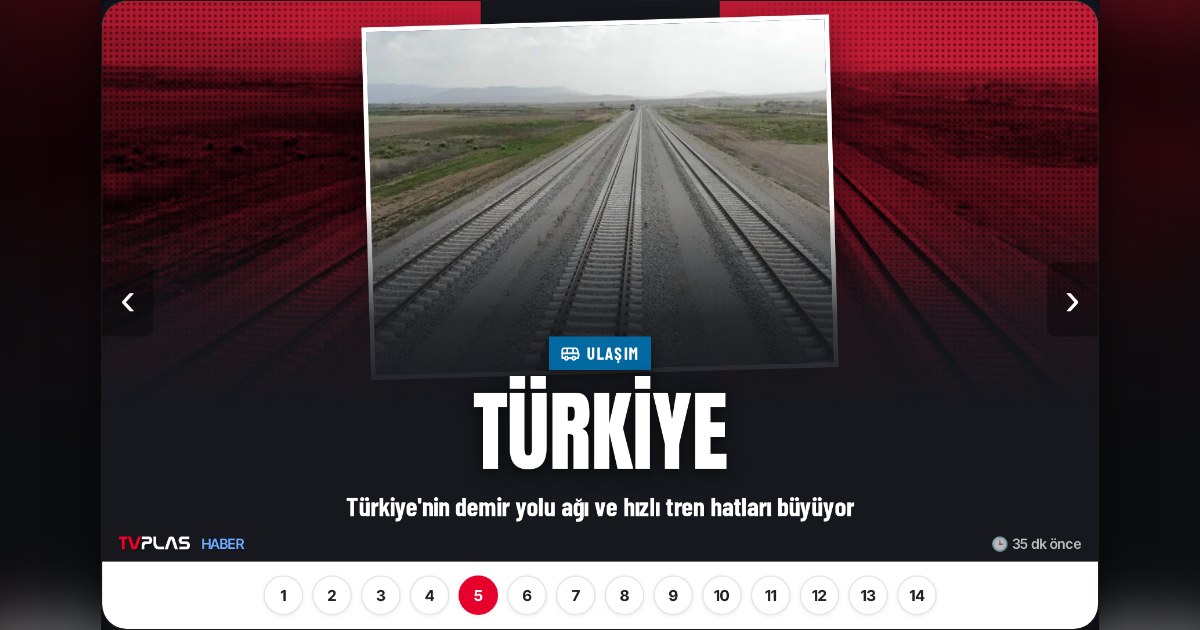 ULAŞIM
TÜRKİYE
Türkiye'nin demir yolu ağı ve hızlı tren hatları büyüyor
TVPLAS HABER
35 dk önce
1 2 3 4 5 6 7 8 9 10 11 12 13 14